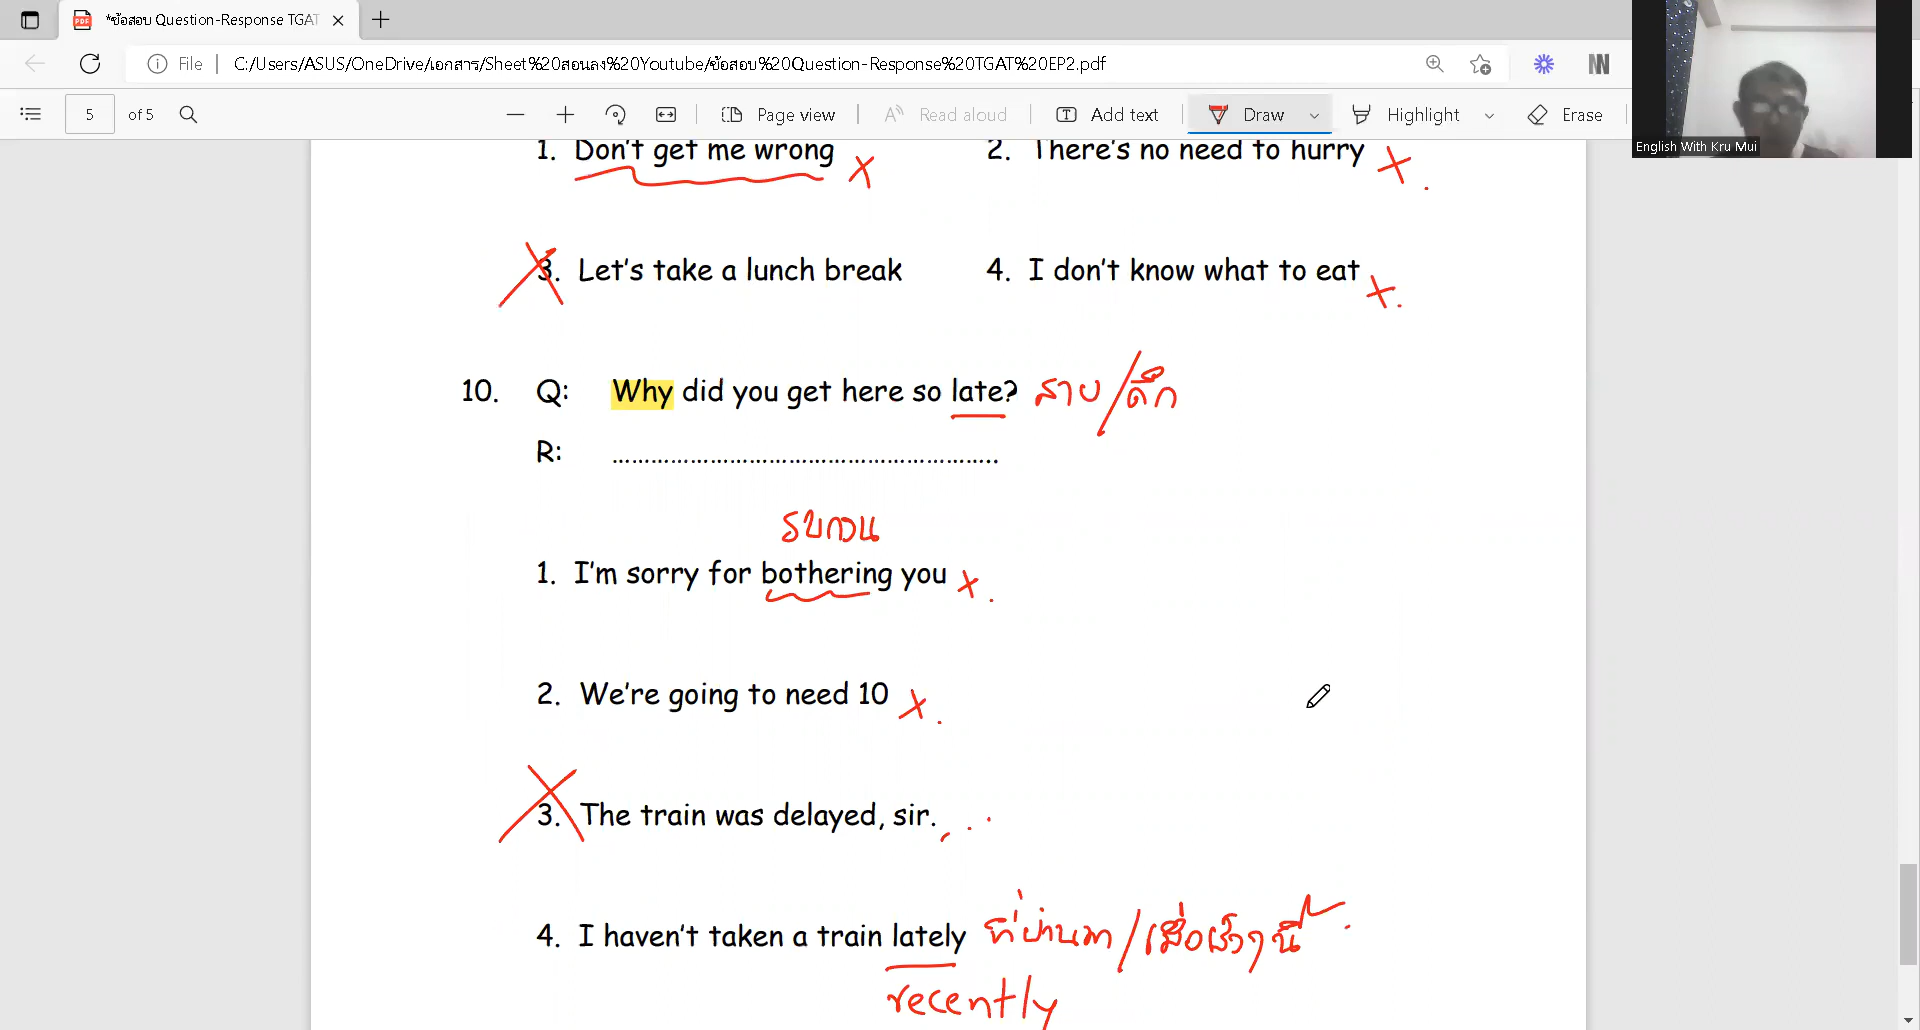 *ข้อสอบ Question-Response TGAT
File C:/Users/ASUS/OneDrive/เอกสาร/Sheet%20สอนลง%20Youtube/ข้อสอบ%20Question-Response%20TGAT%20EP2.pdf
5 of 5 Page view Read aloud Add text Draw Highlight Erase
English With Kru Mui
1. Don't get me wrong x 2. There's no need to hurry x
3. Let's take a lunch break 4. I don't know what to eat x
10. Q: Why did you get here so late? สาย/ดึก
R: ........................................................
รบกวน
1. I'm sorry for bothering you x
2. We're going to need 10 x
3. The train was delayed, sir.
4. I haven't taken a train lately ที่ผ่านมา/เมื่อเร็วๆนี้
recently